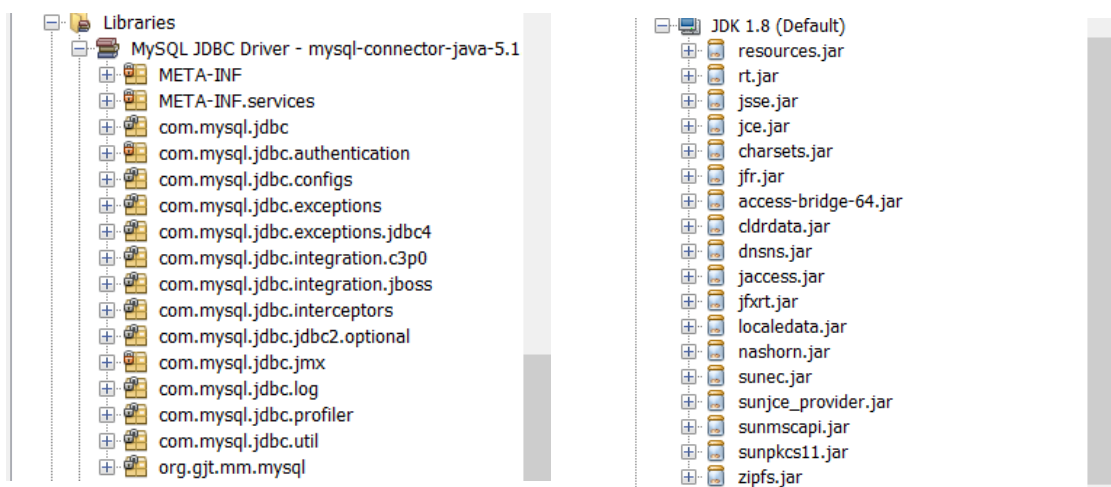 Libraries
MySQL JDBC Driver - mysql-connector-java-5.1
META-INF
META-INF.services
com.mysql.jdbc
com.mysql.jdbc.authentication
com.mysql.jdbc.configs
com.mysql.jdbc.exceptions
com.mysql.jdbc.exceptions.jdbc4
com.mysql.jdbc.integration.c3p0
com.mysql.jdbc.integration.jboss
com.mysql.jdbc.interceptors
com.mysql.jdbc.jdbc2.optional
com.mysql.jdbc.jmx
com.mysql.jdbc.log
com.mysql.jdbc.profiler
com.mysql.jdbc.util
org.gjt.mm.mysql
JDK 1.8 (Default)
resources.jar
rt.jar
jsse.jar
jce.jar
charsets.jar
jfr.jar
access-bridge-64.jar
cldrdata.jar
dnsns.jar
jaccess.jar
jfxrt.jar
localedata.jar
nashorn.jar
sunec.jar
sunjce_provider.jar
sunmscapi.jar
sunpkcs11.jar
zipfs.jar